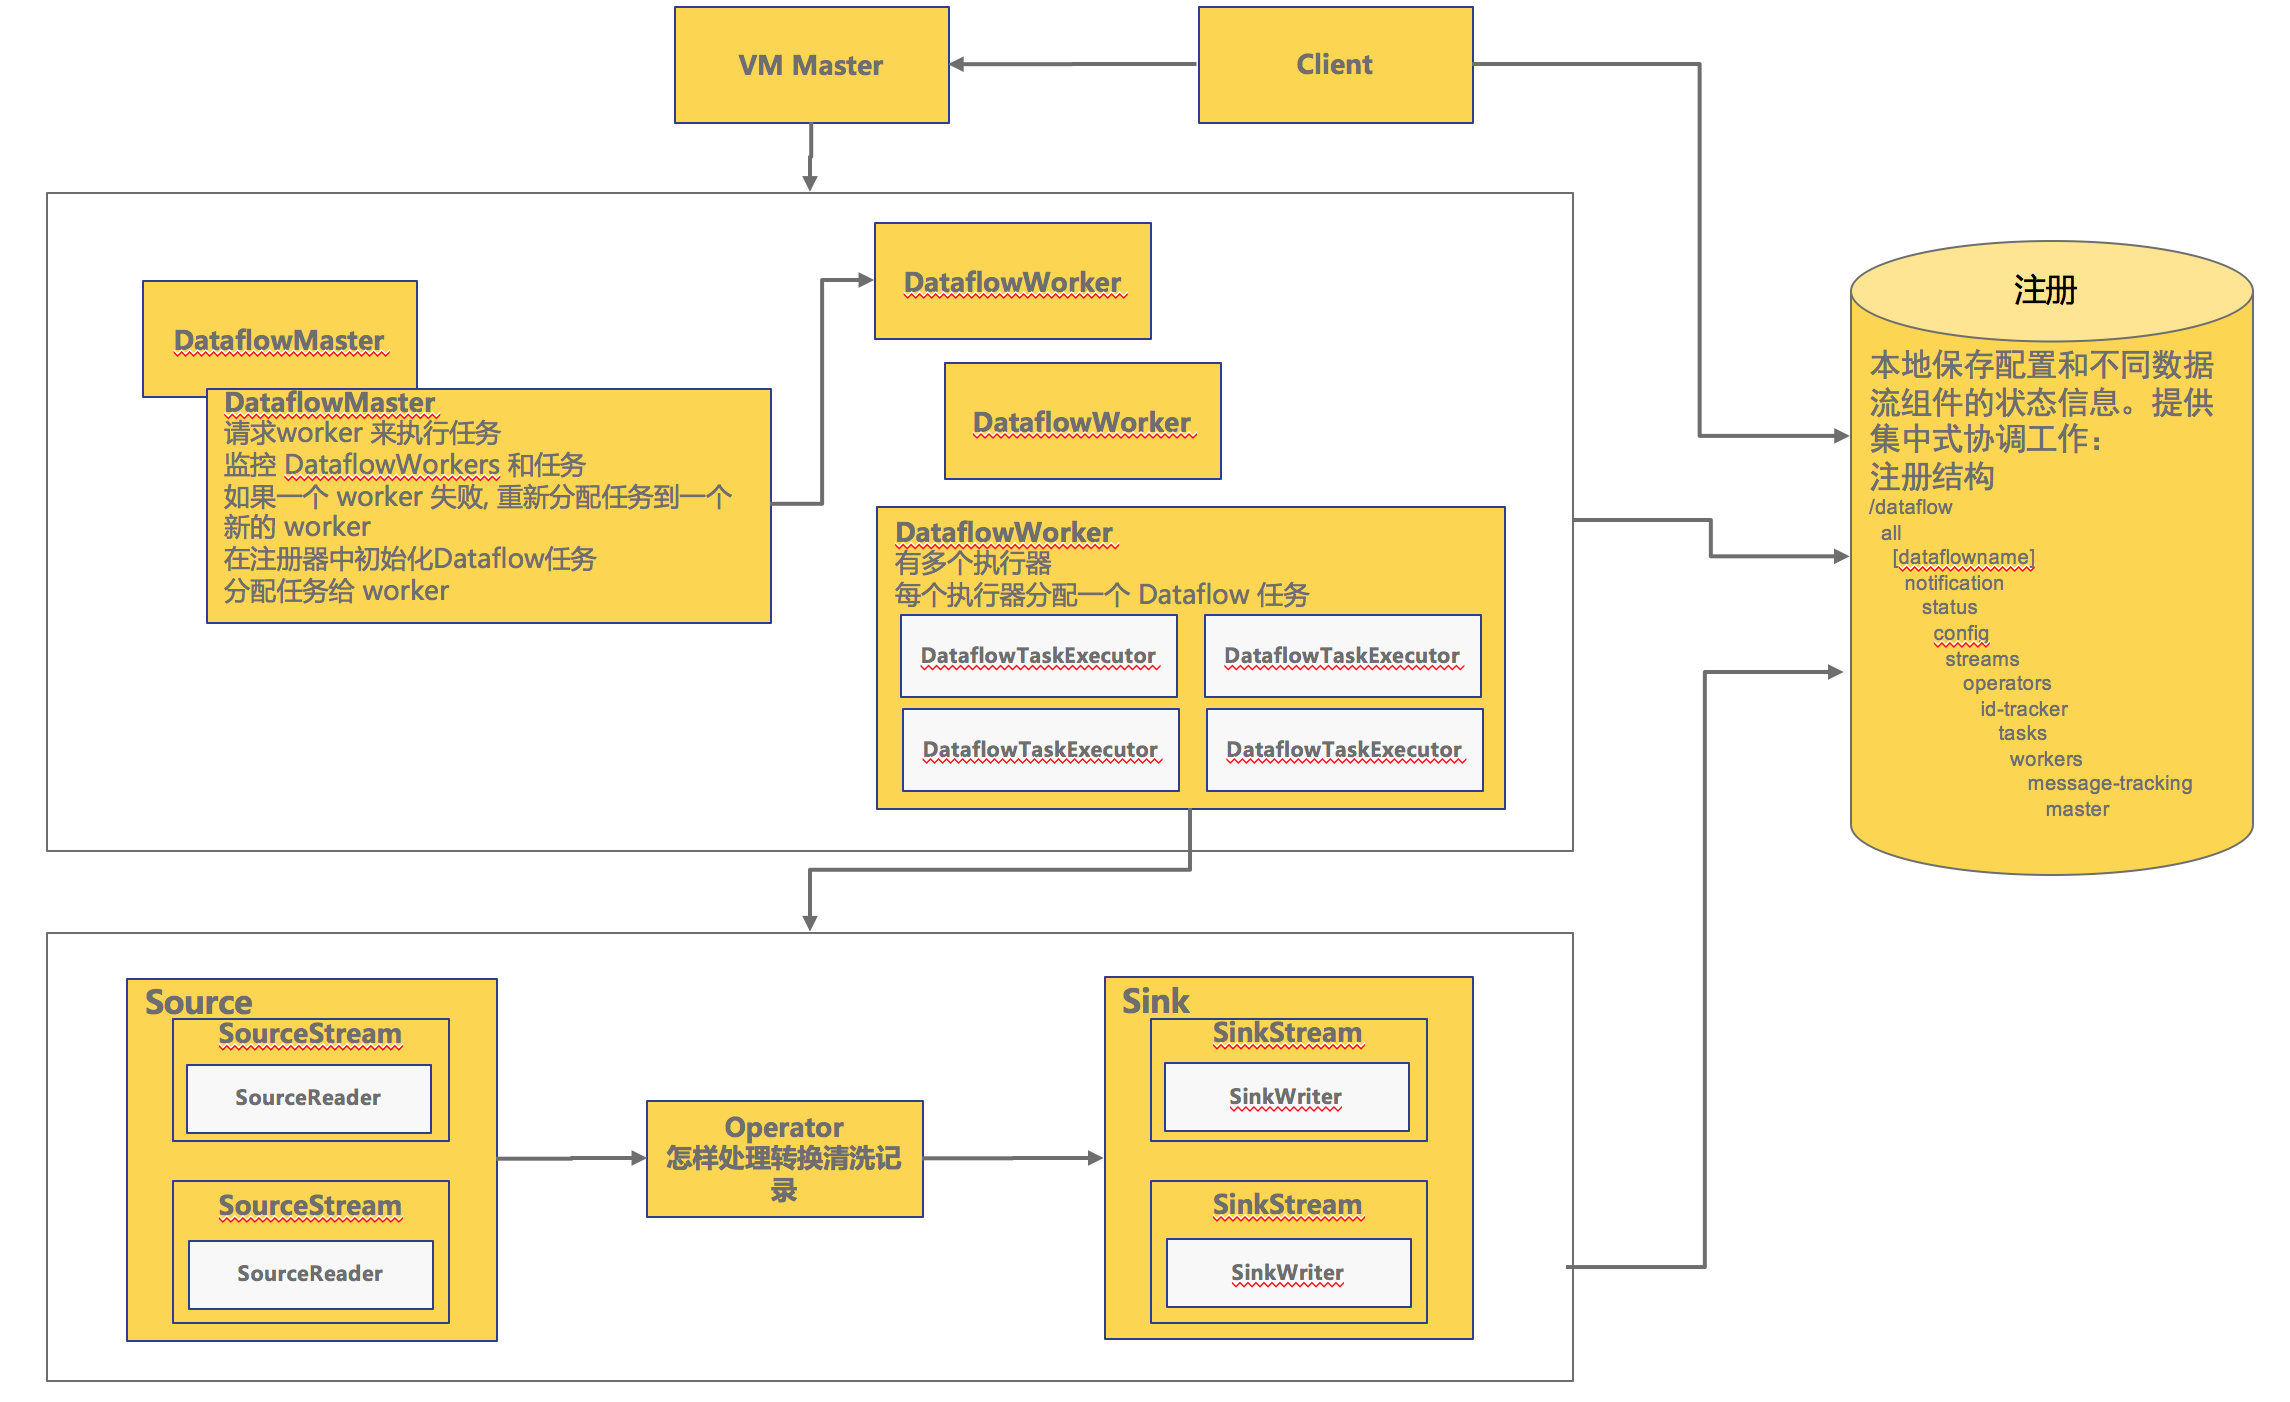 VM Master
Client
DataflowMaster
DataflowMaster
请求worker 来执行任务
监控 DataflowWorkers 和任务
如果一个 worker 失败, 重新分配任务到一个
新的 worker
在注册器中初始化Dataflow任务
分配任务给 worker
DataflowWorker
DataflowWorker
DataflowWorker
有多个执行器
每个执行器分配一个 Dataflow 任务
DataflowTaskExecutor
DataflowTaskExecutor
DataflowTaskExecutor
DataflowTaskExecutor
注册
本地保存配置和不同数据
流组件的状态信息。提供
集中式协调工作：
注册结构
/dataflow
all
[dataflowname]
notification
status
config
streams
operators
id-tracker
tasks
workers
message-tracking
master
Source
SourceStream
SourceReader
SourceStream
SourceReader
Operator
怎样处理转换清洗记
录
Sink
SinkStream
SinkWriter
SinkStream
SinkWriter